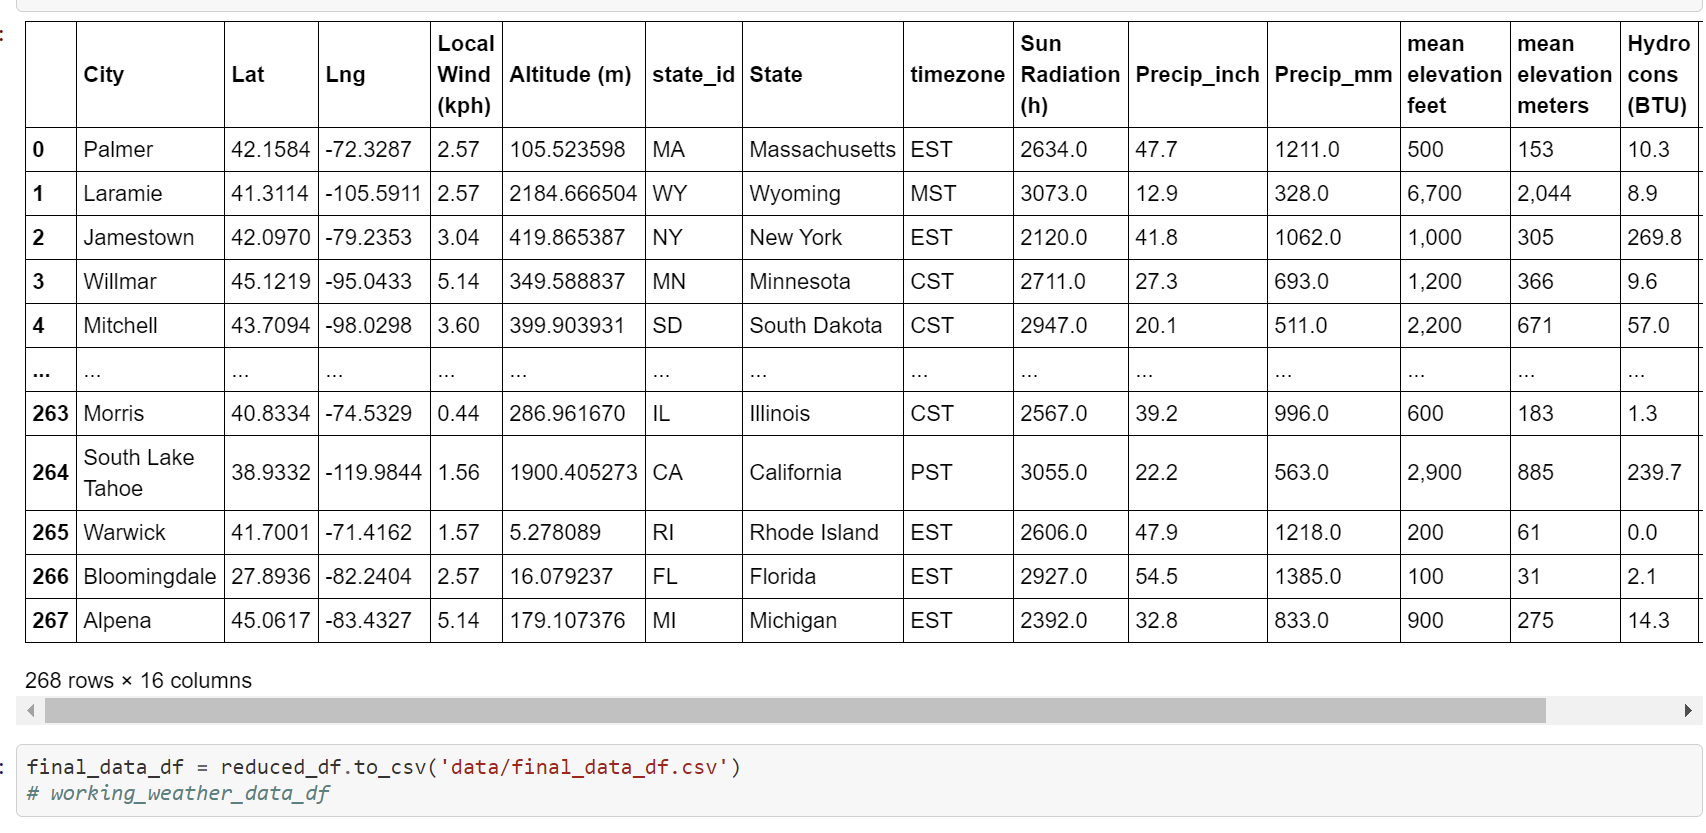 City Lat Lng Local Wind (kph) Altitude (m) state_id State timezone Sun Radiation (h) Precip_inch Precip_mm mean elevation feet mean elevation meters Hydro cons (BTU)
0 Palmer 42.1584 -72.3287 2.57 105.523598 MA Massachusetts EST 2634.0 47.7 1211.0 500 153 10.3
1 Laramie 41.3114 -105.5911 2.57 2184.666504 WY Wyoming MST 3073.0 12.9 328.0 6,700 2,044 8.9
2 Jamestown 42.0970 -79.2353 3.04 419.865387 NY New York EST 2120.0 41.8 1062.0 1,000 305 269.8
3 Willmar 45.1219 -95.0433 5.14 349.588837 MN Minnesota CST 2711.0 27.3 693.0 1,200 366 9.6
4 Mitchell 43.7094 -98.0298 3.60 399.903931 SD South Dakota CST 2947.0 20.1 511.0 2,200 671 57.0
... ... ... ... ... ... ... ... ... ... ... ... ... ... ...
263 Morris 40.8334 -74.5329 0.44 286.961670 IL Illinois CST 2567.0 39.2 996.0 600 183 1.3
264 South Lake Tahoe 38.9332 -119.9844 1.56 1900.405273 CA California PST 3055.0 22.2 563.0 2,900 885 239.7
265 Warwick 41.7001 -71.4162 1.57 5.278089 RI Rhode Island EST 2606.0 47.9 1218.0 200 61 0.0
266 Bloomingdale 27.8936 -82.2404 2.57 16.079237 FL Florida EST 2927.0 54.5 1385.0 100 31 2.1
267 Alpena 45.0617 -83.4327 5.14 179.107376 MI Michigan EST 2392.0 32.8 833.0 900 275 14.3
268 rows × 16 columns
final_data_df = reduced_df.to_csv('data/final_data_df.csv')
# working_weather_data_df